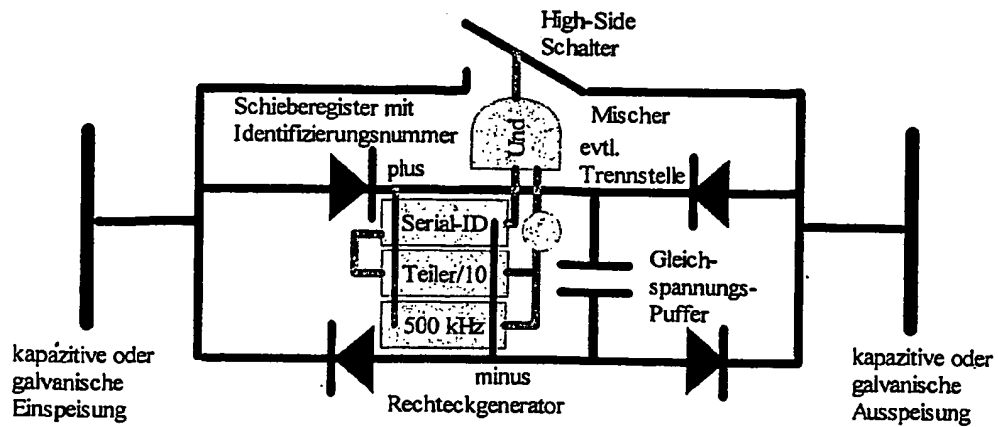 High-Side
Schalter
Schieberegister mit
Identifizierungsnummer
Mischer
Und
evtl.
Trennstelle
plus
Serial-ID
Teiler/10
500 kHz
Gleich-
spannungs-
Puffer
kapazitive oder
galvanische
Einspeisung
minus
Rechteckgenerator
kapazitive oder
galvanische
Ausspeisung